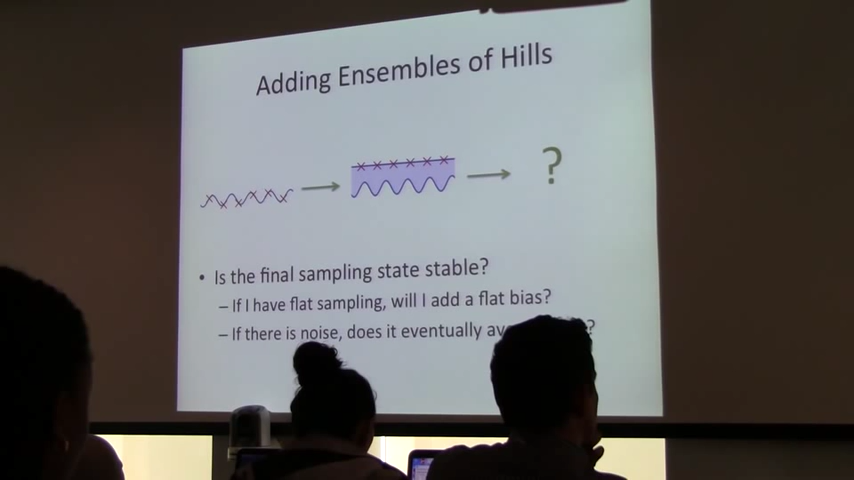 Adding Ensembles of Hills
?
• Is the final sampling state stable?
– If I have flat sampling, will I add a flat bias?
– If there is noise, does it eventually ?